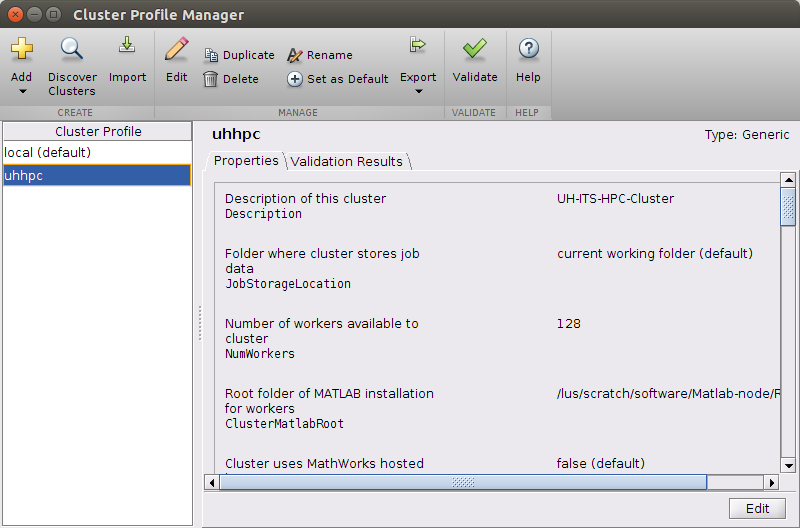 Cluster Profile Manager
Add
Discover
Clusters
Import
Edit
Duplicate
Delete
Rename
Set as Default
Export
Validate
Help
CREATE
MANAGE
VALIDATE
HELP
Cluster Profile
local (default)
uhhpc
uhhpc
Type: Generic
Properties
Validation Results
Description of this cluster
Description
UH-ITS-HPC-Cluster
Folder where cluster stores job
data
JobStorageLocation
current working folder (default)
Number of workers available to
cluster
NumWorkers
128
Root folder of MATLAB installation
for workers
ClusterMatlabRoot
/lus/scratch/software/Matlab-node/R
Cluster uses MathWorks hosted
false (default)
Edit